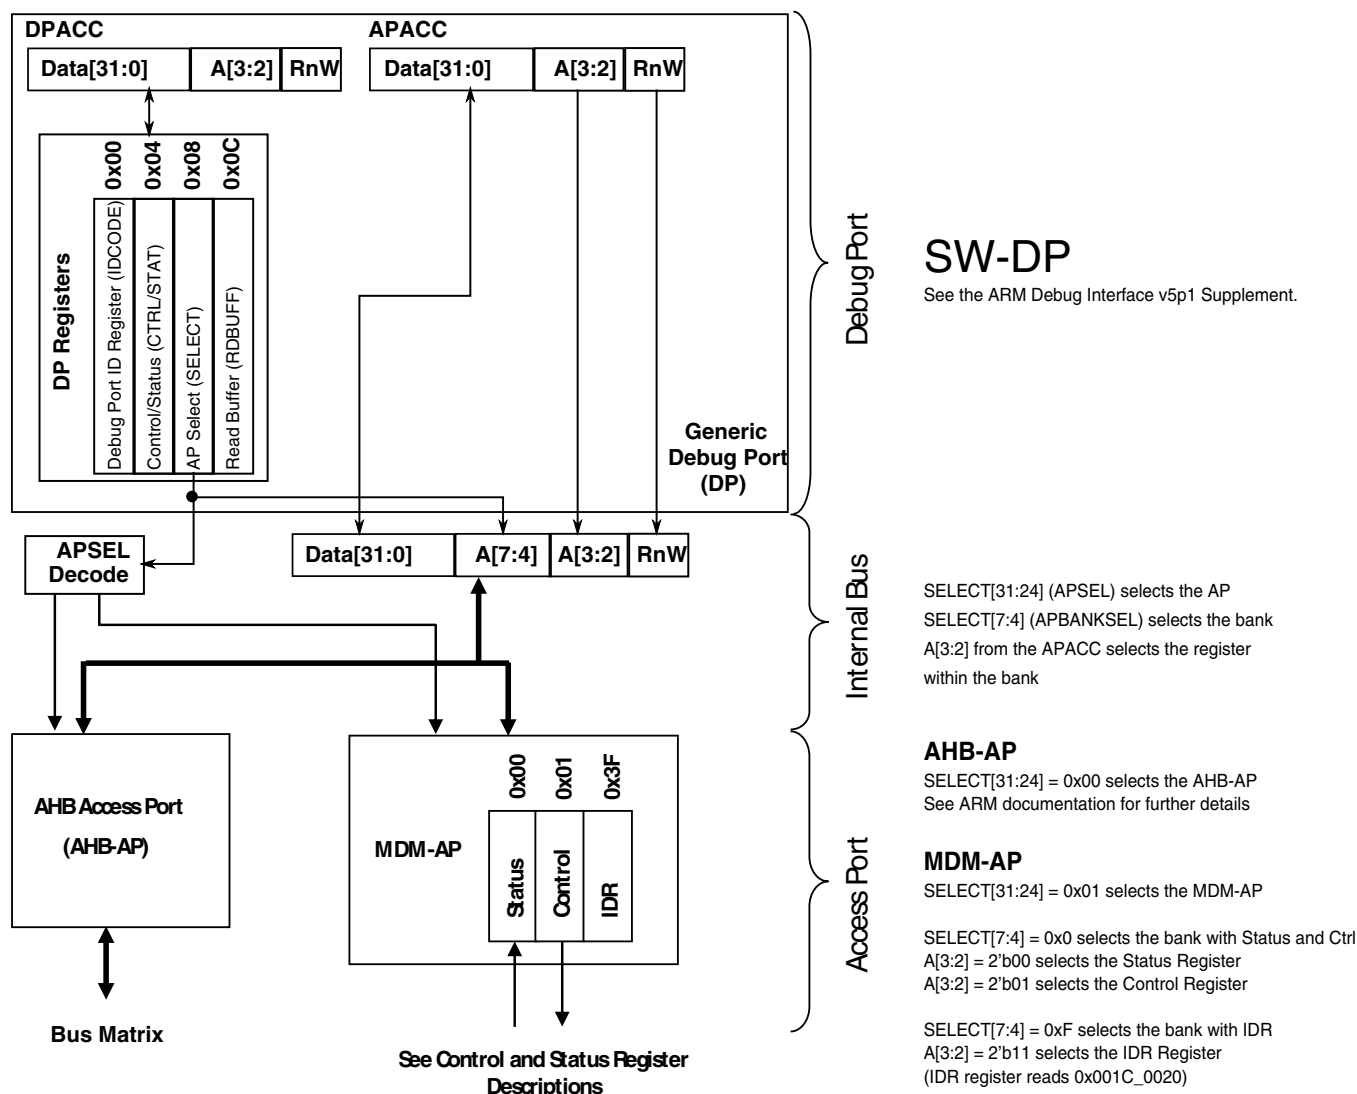 DPACC
APACC
Data[31:0] A[3:2] RnW
Data[31:0] A[3:2] RnW
DP Registers
0x00
0x04
0x08
0x0C
Debug Port ID Register (IDCODE)
Control/Status (CTRL/STAT)
AP Select (SELECT)
Read Buffer (RDBUFF)
Generic
Debug Port
(DP)
Debug Port
SW-DP
See the ARM Debug Interface v5p1 Supplement.
APSEL
Decode
Data[31:0] A[7:4] A[3:2] RnW
Internal Bus
SELECT[31:24] (APSEL) selects the AP
SELECT[7:4] (APBANKSEL) selects the bank
A[3:2] from the APACC selects the register
within the bank
AHB Access Port
(AHB-AP)
Bus Matrix
MDM-AP
0x00
0x01
0x3F
Status
Control
IDR
See Control and Status Register
Descriptions
Access Port
AHB-AP
SELECT[31:24] = 0x00 selects the AHB-AP
See ARM documentation for further details
MDM-AP
SELECT[31:24] = 0x01 selects the MDM-AP
SELECT[7:4] = 0x0 selects the bank with Status and Ctrl
A[3:2] = 2'b00 selects the Status Register
A[3:2] = 2'b01 selects the Control Register
SELECT[7:4] = 0xF selects the bank with IDR
A[3:2] = 2'b11 selects the IDR Register
(IDR register reads 0x001C_0020)